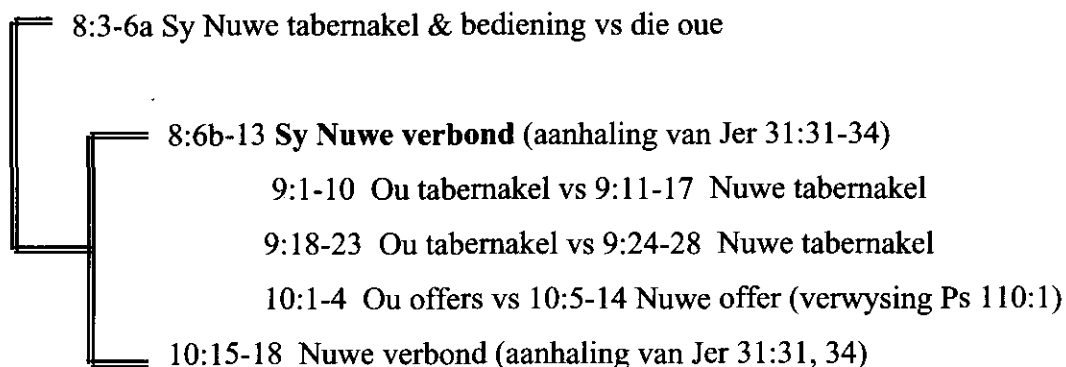 8:3-6a Sy Nuwe tabernakel & bediening vs die oue
8:6b-13 Sy Nuwe verbond (aanhaling van Jer 31:31-34)
9:1-10 Ou tabernakel vs 9:11-17 Nuwe tabernakel
9:18-23 Ou tabernakel vs 9:24-28 Nuwe tabernakel
10:1-4 Ou offers vs 10:5-14 Nuwe offer (verwysing Ps 110:1)
10:15-18 Nuwe verbond (aanhaling van Jer 31:31, 34)